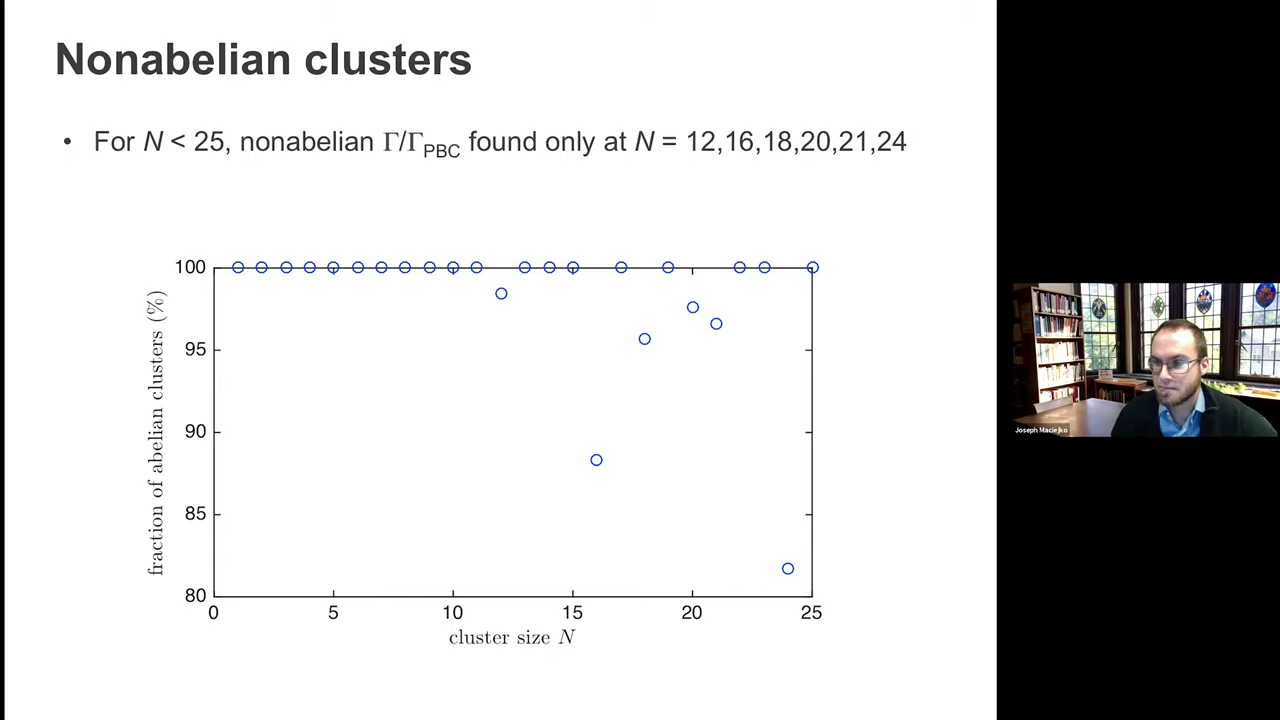 Nonabelian clusters
• For N < 25, nonabelian Γ/Γ_PBC found only at N = 12,16,18,20,21,24
fraction of abelian clusters (%)
100
95
90
85
80
0 5 10 15 20 25
cluster size N
Joseph Maciejko